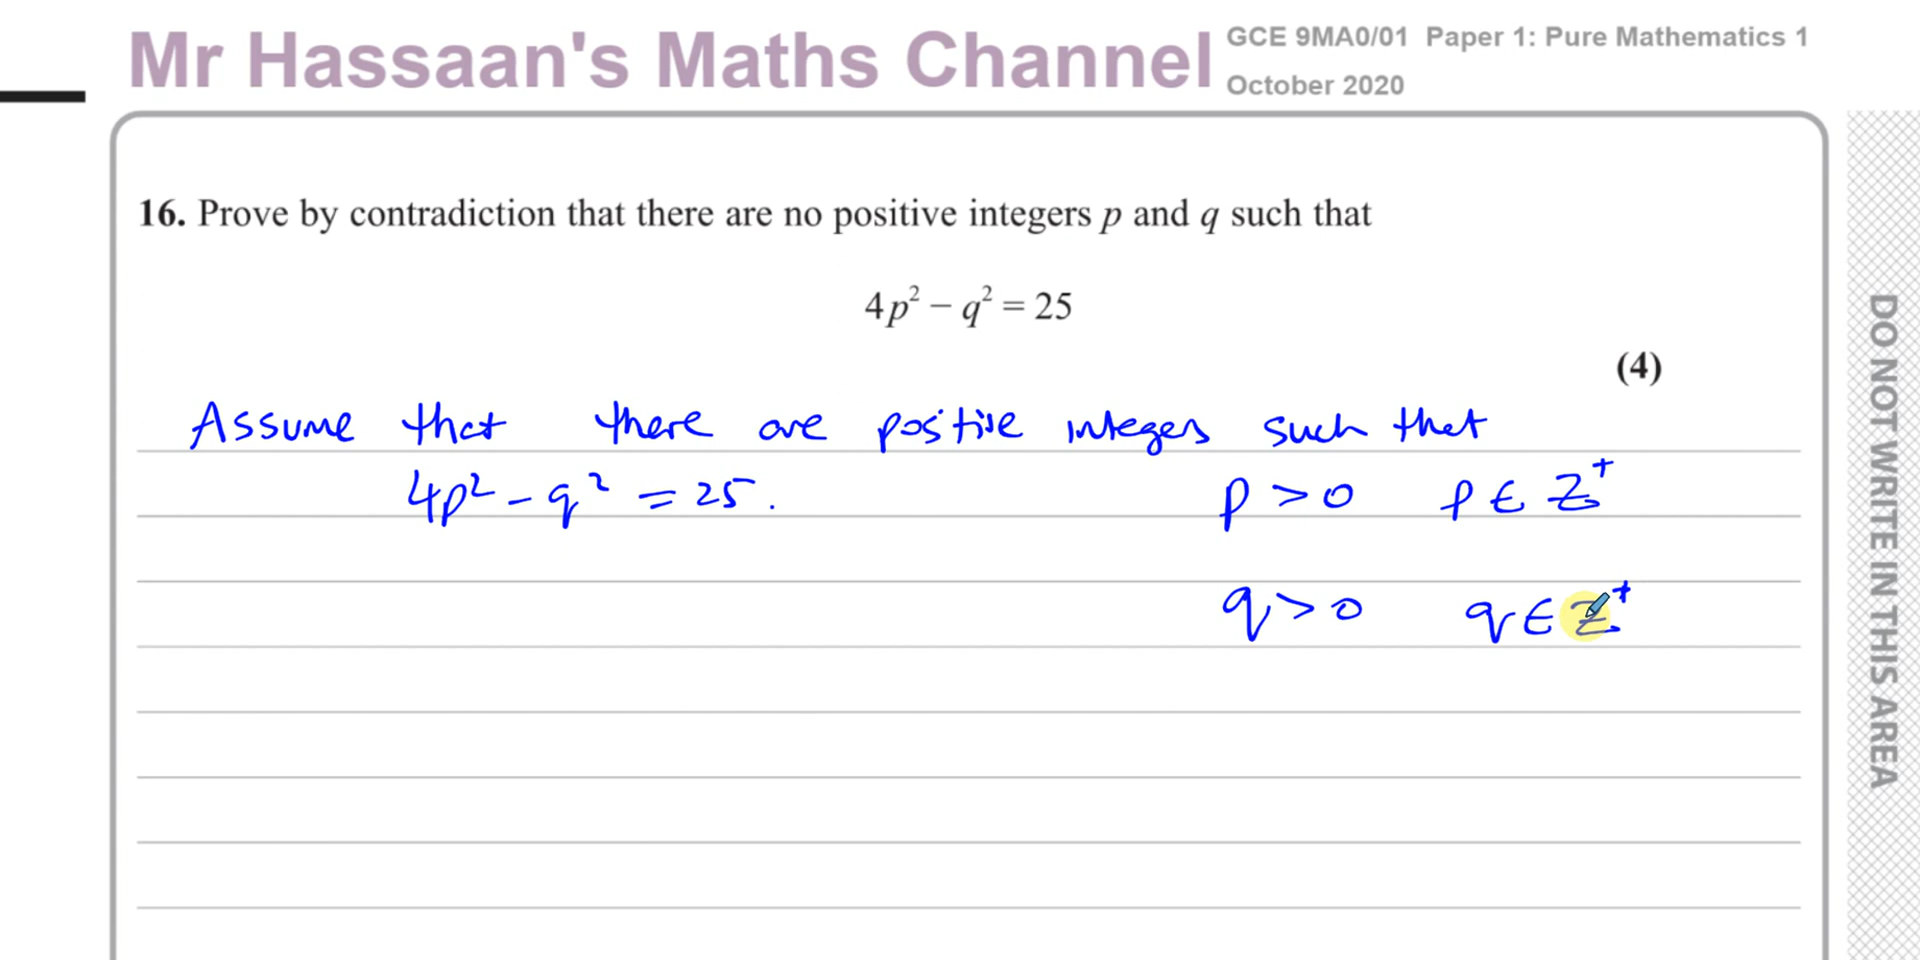 Mr Hassaan's Maths Channel
GCE 9MA0/01 Paper 1: Pure Mathematics 1
October 2020
16. Prove by contradiction that there are no positive integers p and q such that
4p² − q² = 25
(4)
Assume that there are positive integers such that
4p² - q² = 25. p > 0 p ∈ Z⁺
q > 0 q ∈ Z⁺
DO NOT WRITE IN THIS AREA